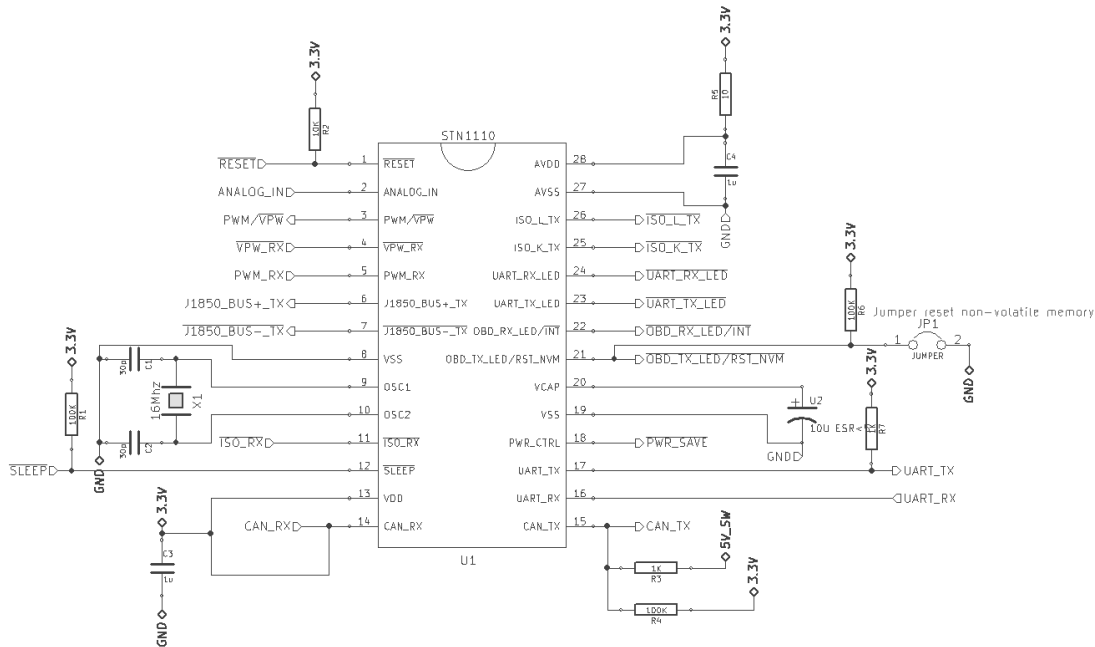 3.3V
3.3V
R5
10
10K
R2
STN1110
C4
1u
GND
RESET
1
RESET
AVDD
28
ANALOG_IN
2
ANALOG_IN
AVSS
27
PWM/VPW
3
PWM/VPW
ISO_L_TX
26
ISO_L_TX
VPW_RX
4
VPW_RX
ISO_K_TX
25
ISO_K_TX
3.3V
PWM_RX
5
PWM_RX
UART_RX_LED
24
UART_RX_LED
J1850_BUS+_TX
6
J1850_BUS+_TX
UART_TX_LED
23
UART_TX_LED
100K
R6
Jumper reset non-volatile memory
JP1
1
2
JUMPER
GND
J1850_BUS-_TX
7
J1850_BUS-_TX
OBD_RX_LED/INT
22
OBD_RX_LED/INT
3.3V
30p
C1
8
VSS
OBD_TX_LED/RST_NVM
21
OBD_TX_LED/RST_NVM
3.3V
16Mhz
X1
9
OSC1
VCAP
20
100K
R1
10
OSC2
VSS
19
U2
10U ESR<
1K
R7
30p
C2
ISO_RX
11
ISO_RX
PWR_CTRL
18
PWR_SAVE
GND
GND
SLEEP
12
SLEEP
UART_TX
17
UART_TX
3.3V
13
VDD
UART_RX
16
UART_RX
CAN_RX
14
CAN_RX
CAN_TX
15
CAN_TX
5V_SW
C3
1u
U1
1K
R3
3.3V
100K
R4
GND